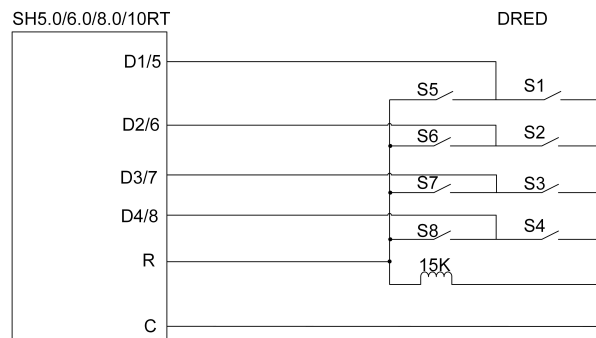 SH5.0/6.0/8.0/10RT
DRED
D1/5
S5
S1
D2/6
S6
S2
D3/7
S7
S3
D4/8
S8
S4
R
15K
C